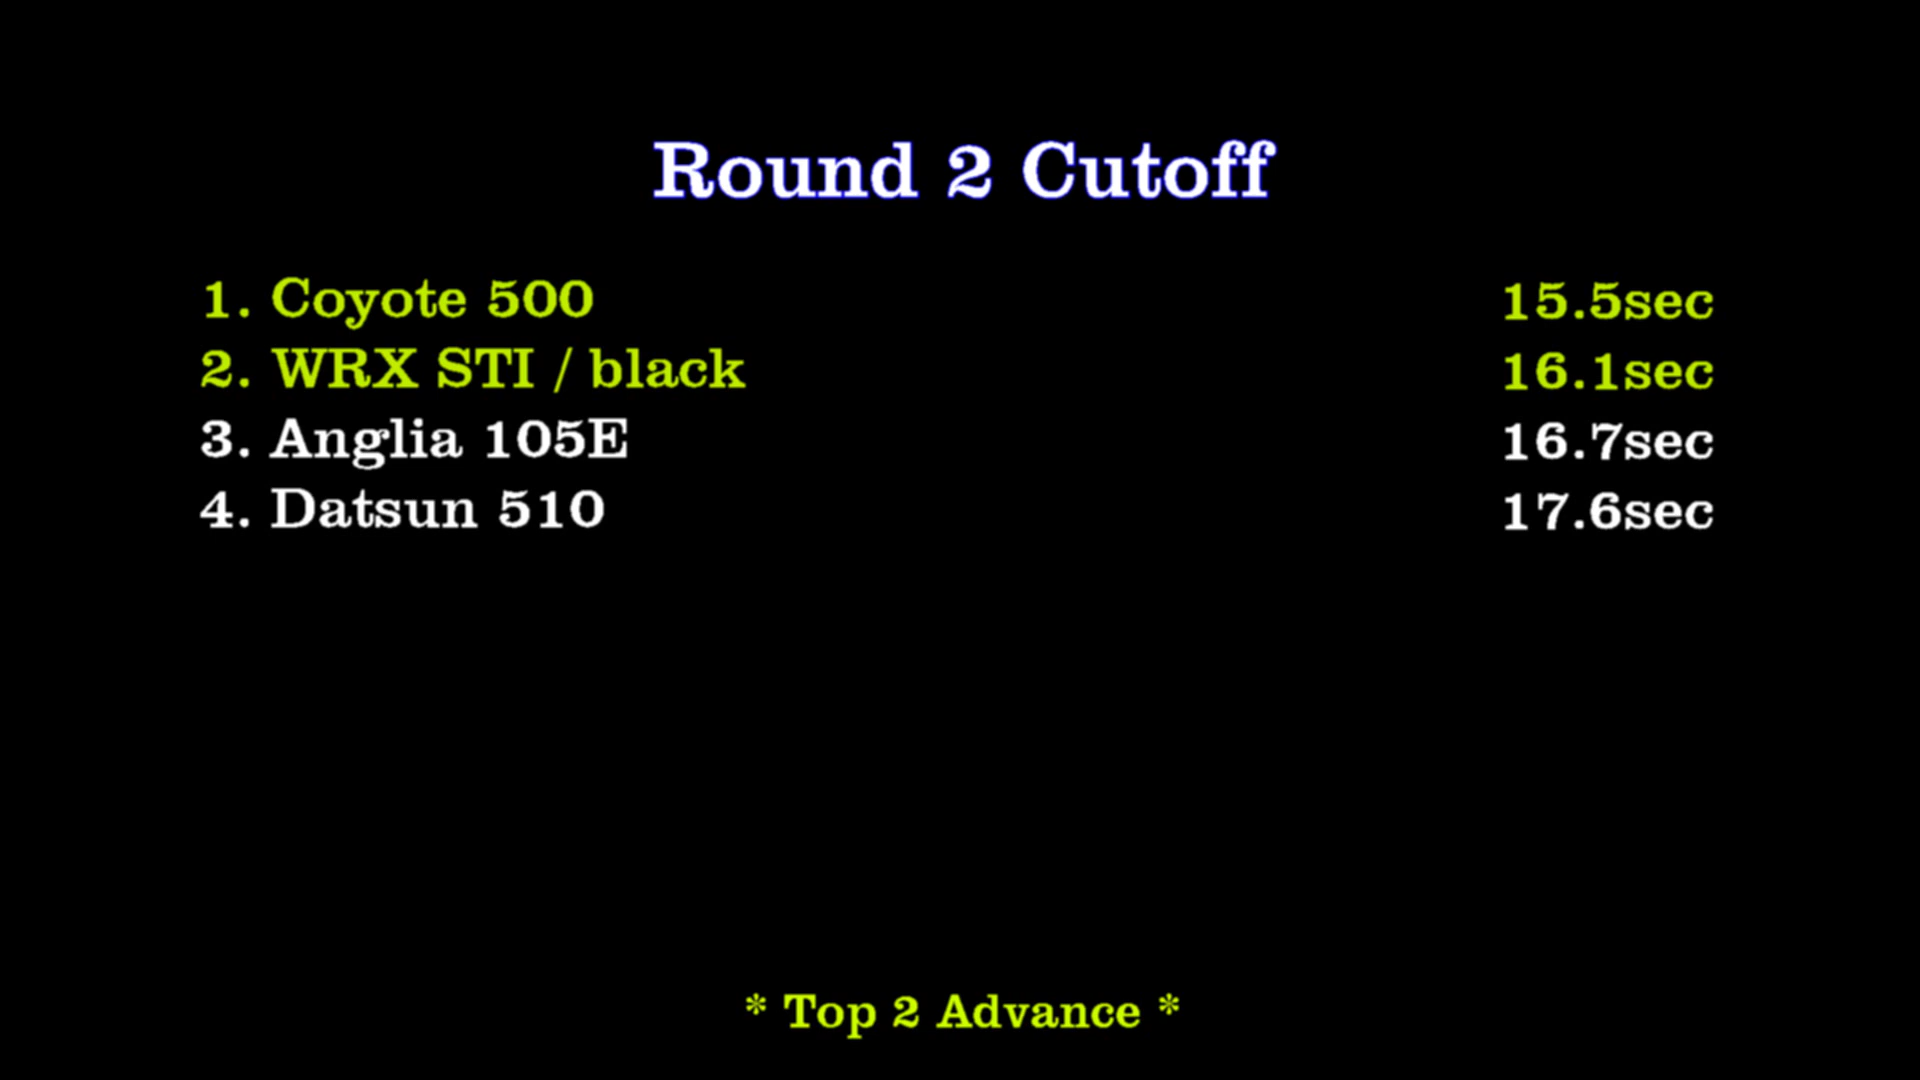 Round 2 Cutoff
1. Coyote 500 15.5sec
2. WRX STI / black 16.1sec
3. Anglia 105E 16.7sec
4. Datsun 510 17.6sec
* Top 2 Advance *